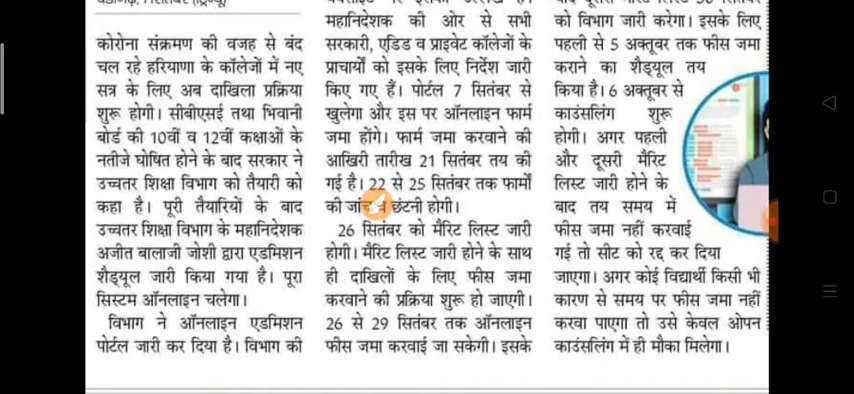 कोरोना संक्रमण की वजह से बंद
चल रहे हरियाणा के कॉलेजों में नए
सत्र के लिए अब दाखिला प्रक्रिया
शुरू होगी। सीबीएसई तथा भिवानी
बोर्ड की 10वीं व 12वीं कक्षाओं के
नतीजे घोषित होने के बाद सरकार ने
उच्चतर शिक्षा विभाग को तैयारी को
कहा है। पूरी तैयारियों के बाद
उच्चतर शिक्षा विभाग के महानिदेशक
अजीत बालाजी जोशी द्वारा एडमिशन
शैड्यूल जारी किया गया है। पूरा
सिस्टम ऑनलाइन चलेगा।
विभाग ने ऑनलाइन एडमिशन
पोर्टल जारी कर दिया है। विभाग की
महानिदेशक की ओर से सभी
सरकारी, एडिड व प्राइवेट कॉलेजों के
प्राचार्यों को इसके लिए निर्देश जारी
किए गए हैं। पोर्टल 7 सितंबर से
खुलेगा और इस पर ऑनलाइन फार्म
जमा होंगे। फार्म जमा करवाने की
आखिरी तारीख 21 सितंबर तय की
गई है। 22 से 25 सितंबर तक फार्मों
की जांच व छंटनी होगी।
26 सितंबर को मैरिट लिस्ट जारी
होगी। मैरिट लिस्ट जारी होने के साथ
ही दाखिलों के लिए फीस जमा
करवाने की प्रक्रिया शुरू हो जाएगी।
26 से 29 सितंबर तक ऑनलाइन
फीस जमा करवाई जा सकेगी। इसके
को विभाग जारी करेगा। इसके लिए
पहली से 5 अक्तूबर तक फीस जमा
कराने का शैड्यूल तय
किया है। 6 अक्तूबर से
काउंसलिंग शुरू
होगी। अगर पहली
और दूसरी मैरिट
लिस्ट जारी होने के
बाद तय समय में
फीस जमा नहीं करवाई
गई तो सीट को रद्द कर दिया
जाएगा। अगर कोई विद्यार्थी किसी भी
कारण से समय पर फीस जमा नहीं
करवा पाएगा तो उसे केवल ओपन
काउंसलिंग में ही मौका मिलेगा।